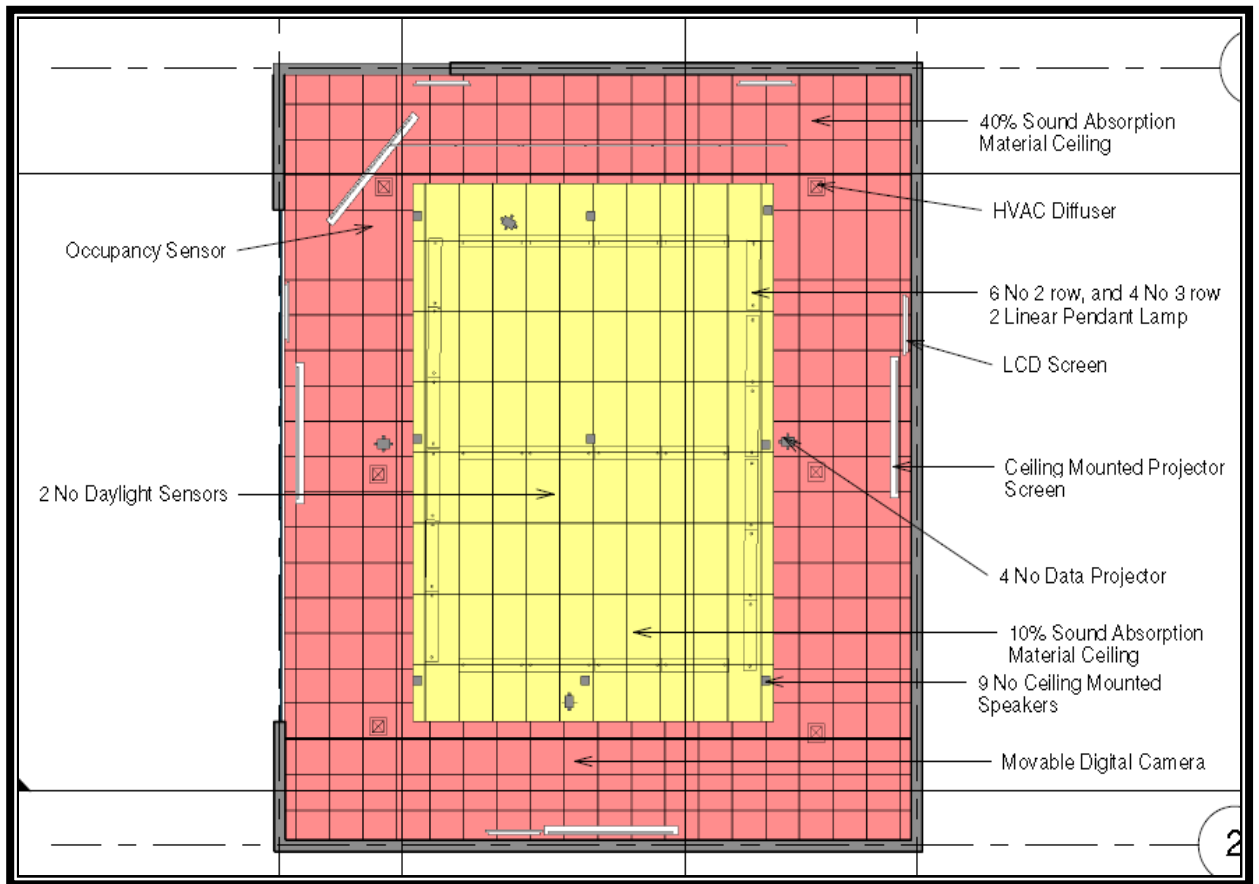 40% Sound Absorption
Material Ceiling
HVAC Diffuser
Occupancy Sensor
6 No 2 row, and 4 No 3 row
2 Linear Pendant Lamp
LCD Screen
Ceiling Mounted Projector
Screen
2 No Daylight Sensors
4 No Data Projector
10% Sound Absorption
Material Ceiling
9 No Ceiling Mounted
Speakers
Movable Digital Camera
2